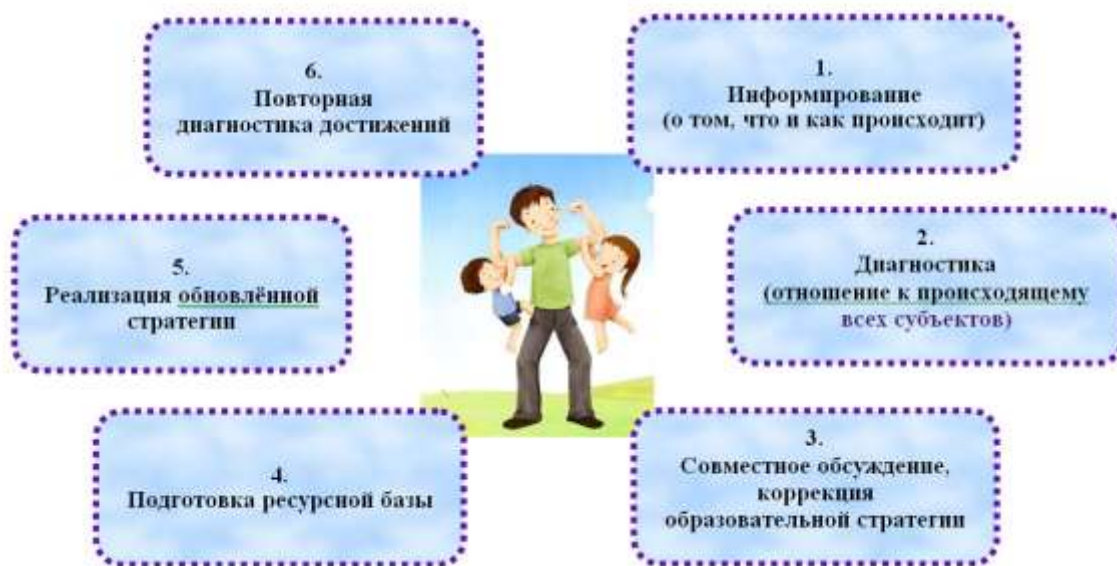 1.
Информирование
(о том, что и как происходит)
2.
Диагностика
(отношение к происходящему
всех субъектов)
3.
Совместное обсуждение,
коррекция
образовательной стратегии
4.
Подготовка ресурсной базы
5.
Реализация обновлённой
стратегии
6.
Повторная
диагностика достижений